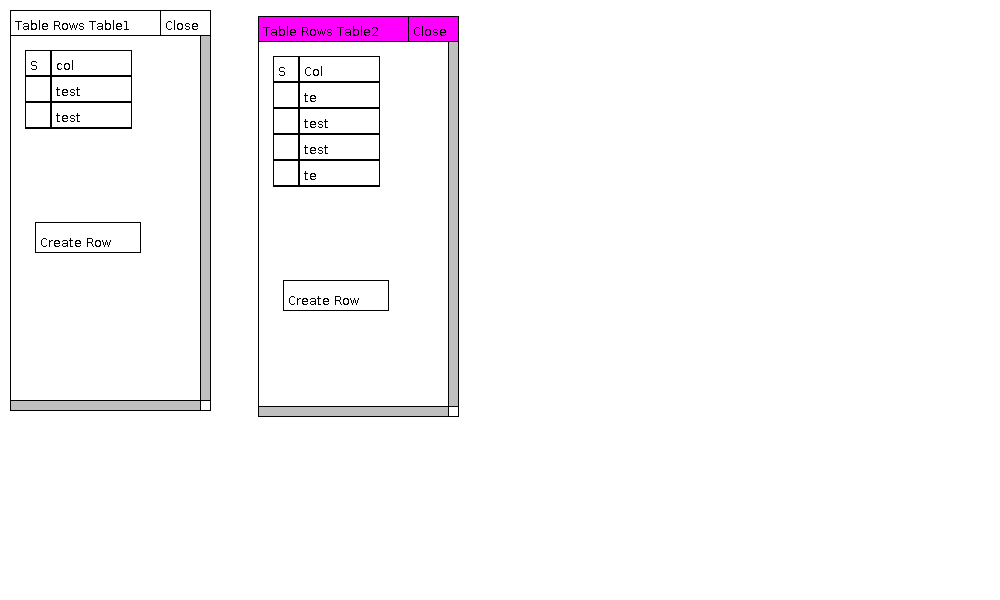 Table Rows Table1 Close
S col
test
test
Create Row
Table Rows Table2 Close
S Col
te
test
test
te
Create Row